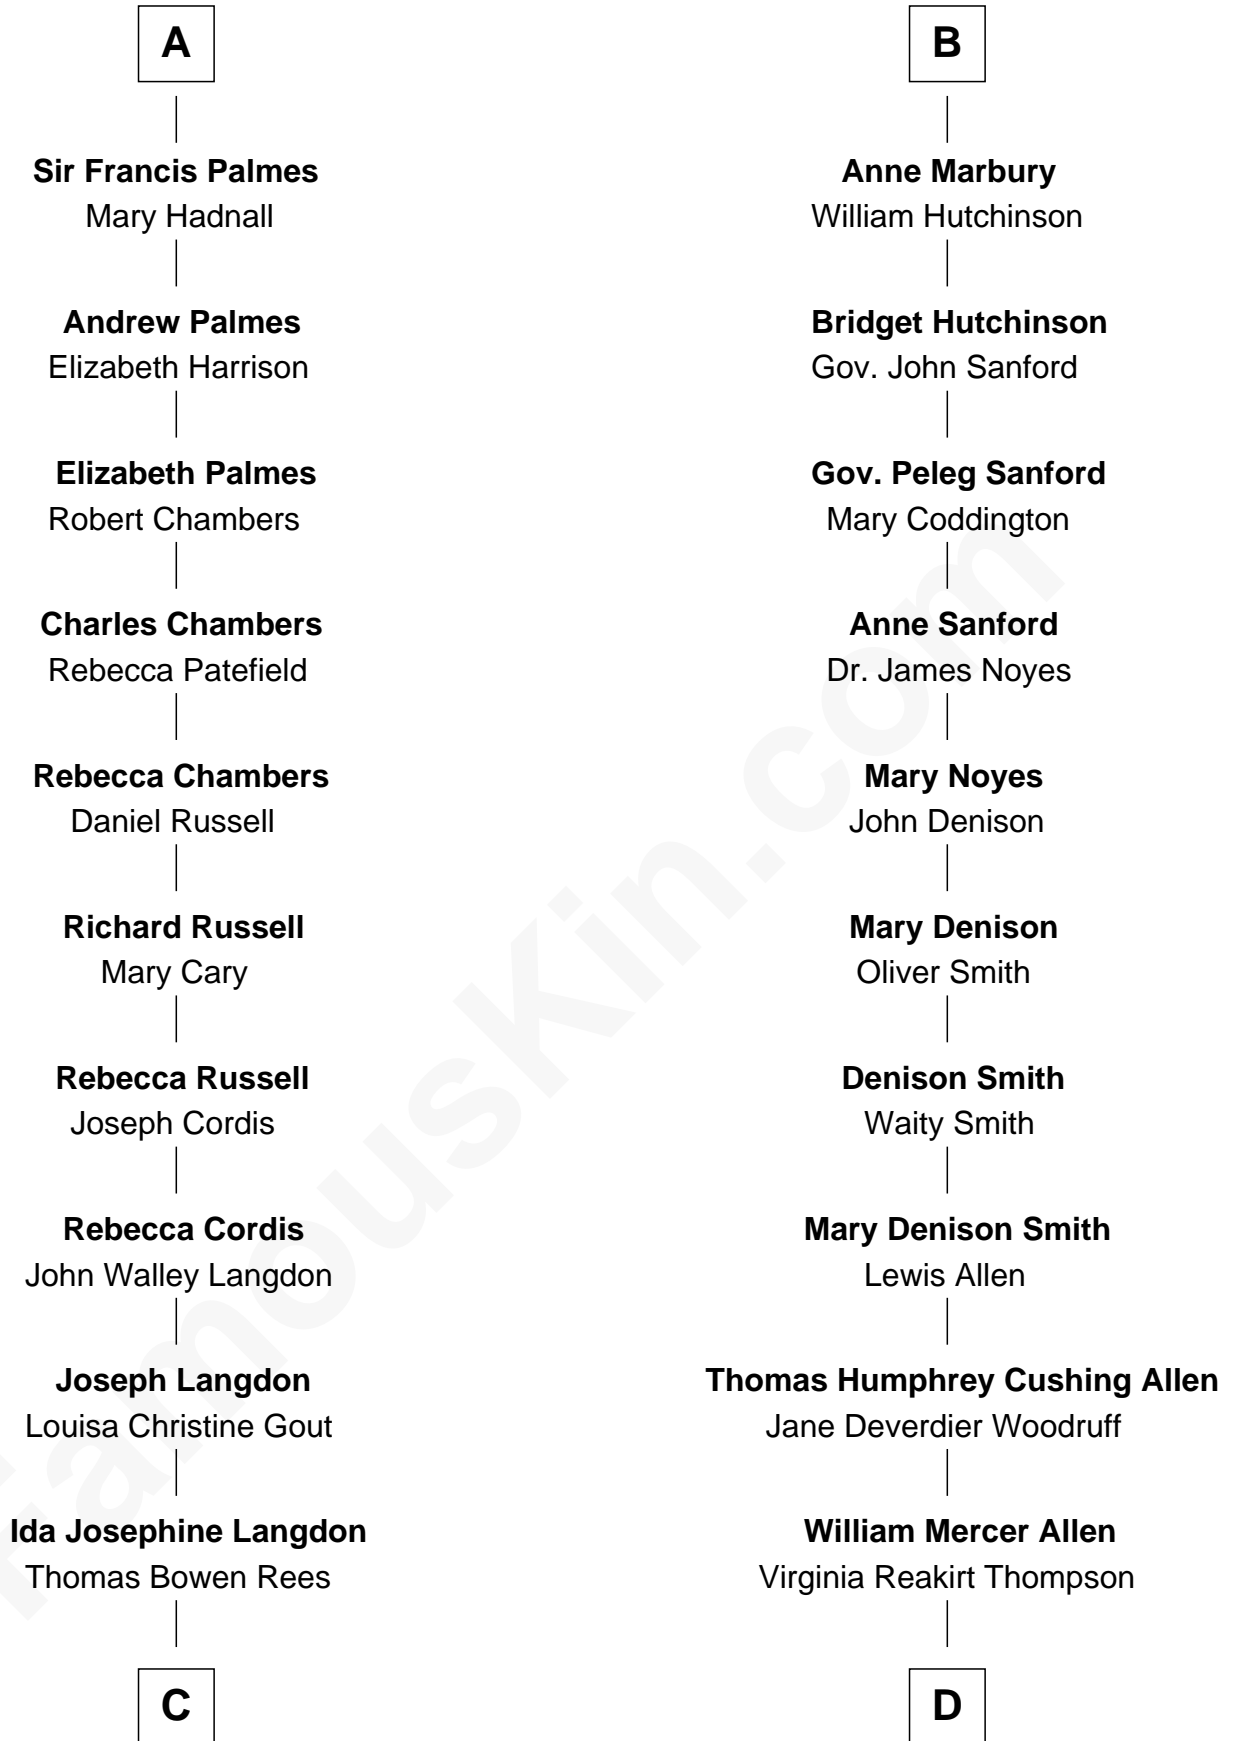 A
Sir Francis Palmes
Mary Hadnall
Andrew Palmes
Elizabeth Harrison
Elizabeth Palmes
Robert Chambers
Charles Chambers
Rebecca Patefield
Rebecca Chambers
Daniel Russell
Richard Russell
Mary Cary
Rebecca Russell
Joseph Cordis
Rebecca Cordis
John Walley Langdon
Joseph Langdon
Louisa Christine Gout
Ida Josephine Langdon
Thomas Bowen Rees
C
B
Anne Marbury
William Hutchinson
Bridget Hutchinson
Gov. John Sanford
Gov. Peleg Sanford
Mary Coddington
Anne Sanford
Dr. James Noyes
Mary Noyes
John Denison
Mary Denison
Oliver Smith
Denison Smith
Waity Smith
Mary Denison Smith
Lewis Allen
Thomas Humphrey Cushing Allen
Jane Deverdier Woodruff
William Mercer Allen
Virginia Reakirt Thompson
D
FamousKin.com